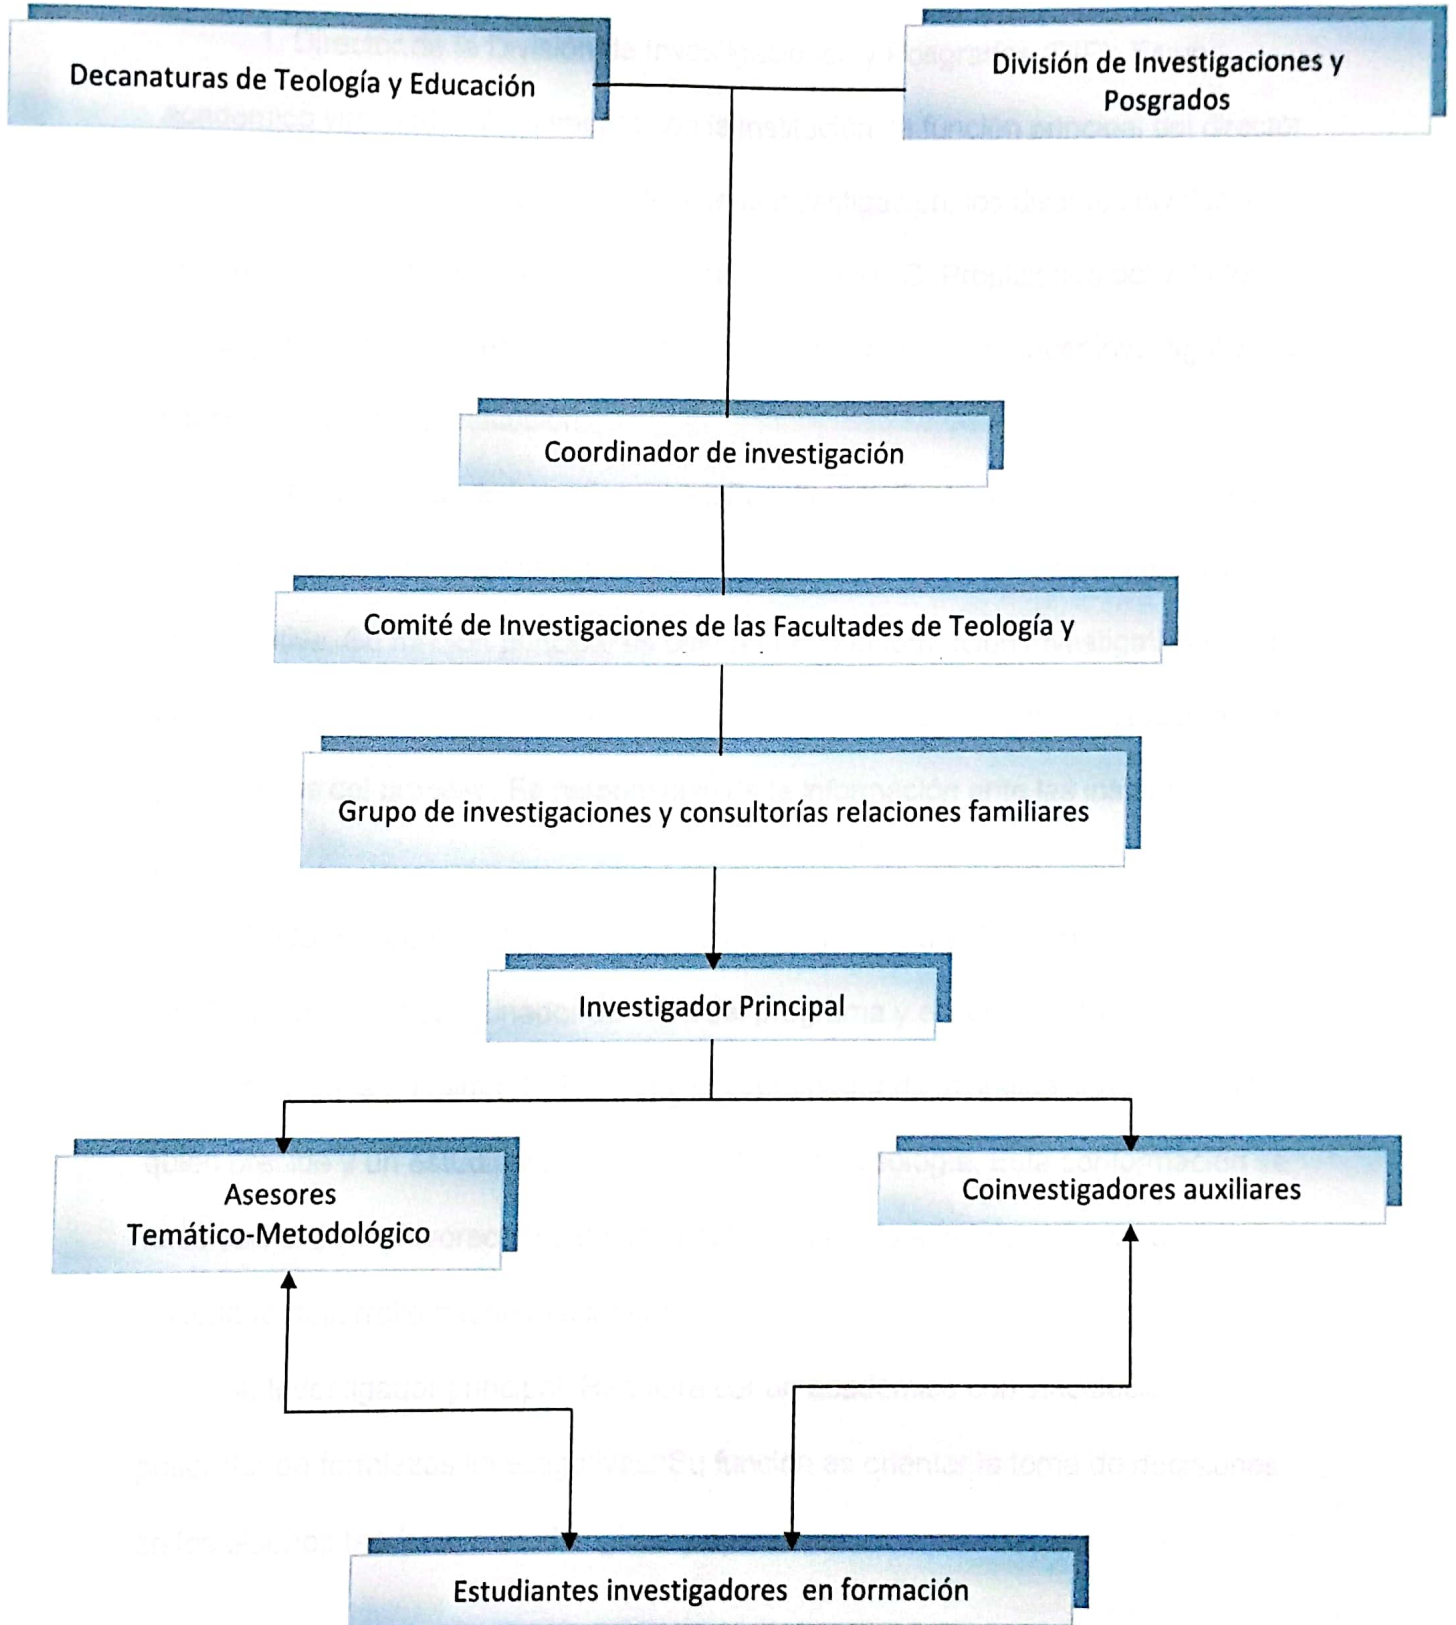 Decanaturas de Teología y Educación
División de Investigaciones y
Posgrados
Coordinador de investigación
Comité de Investigaciones de las Facultades de Teología y
Grupo de investigaciones y consultorías relaciones familiares
Investigador Principal
Asesores
Temático-Metodológico
Coinvestigadores auxiliares
Estudiantes investigadores en formación